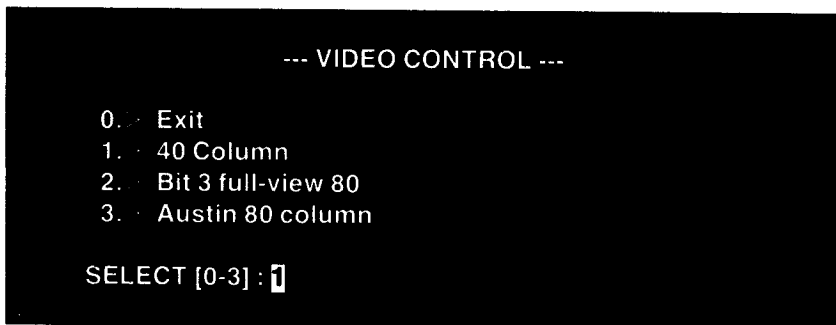 --- VIDEO CONTROL ---
0. Exit
1. 40 Column
2. Bit 3 full-view 80
3. Austin 80 column
SELECT [0-3] : 1